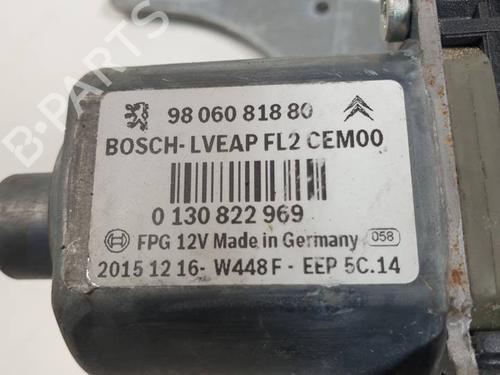 98 060 818 80
BOSCH- LVEAP FL2 CEM00
0 130 822 969
FPG 12V Made in Germany 058
2015 12 16- W448F - EEP 5C.14
B-PARTS